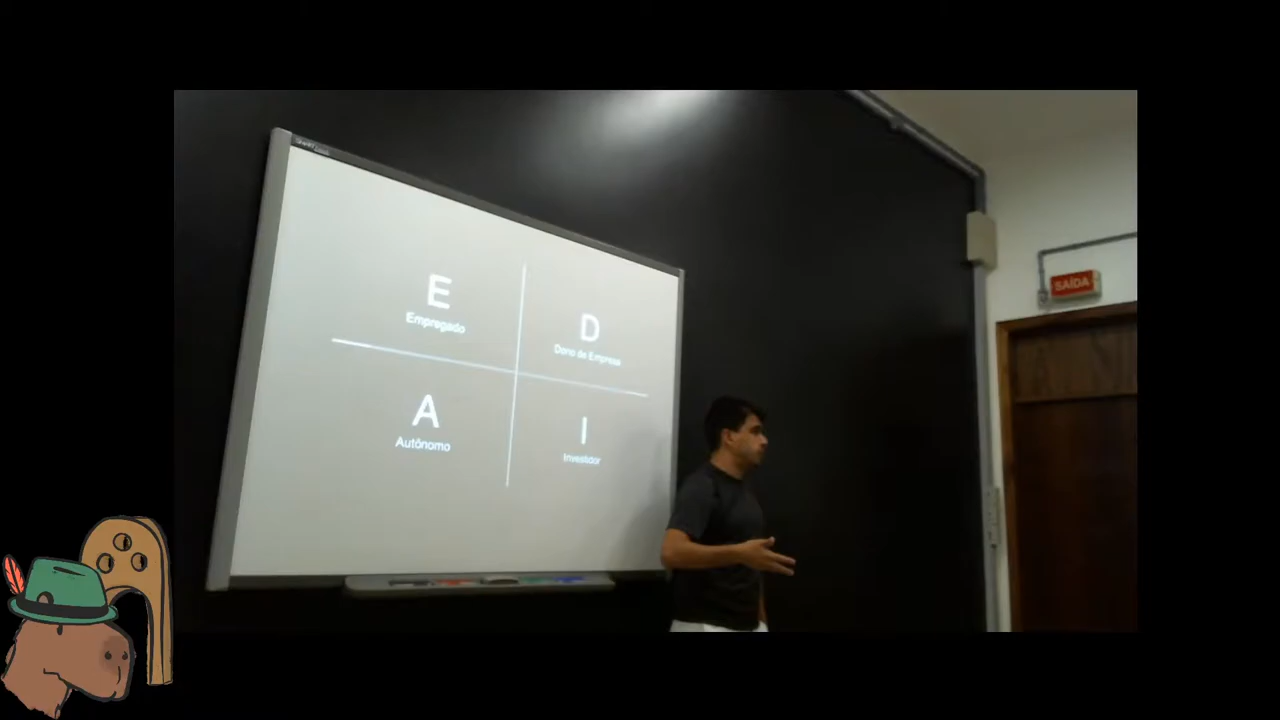 E
Empregado
D
Dono de Empresa
A
Autônomo
I
Investidor
SAÍDA